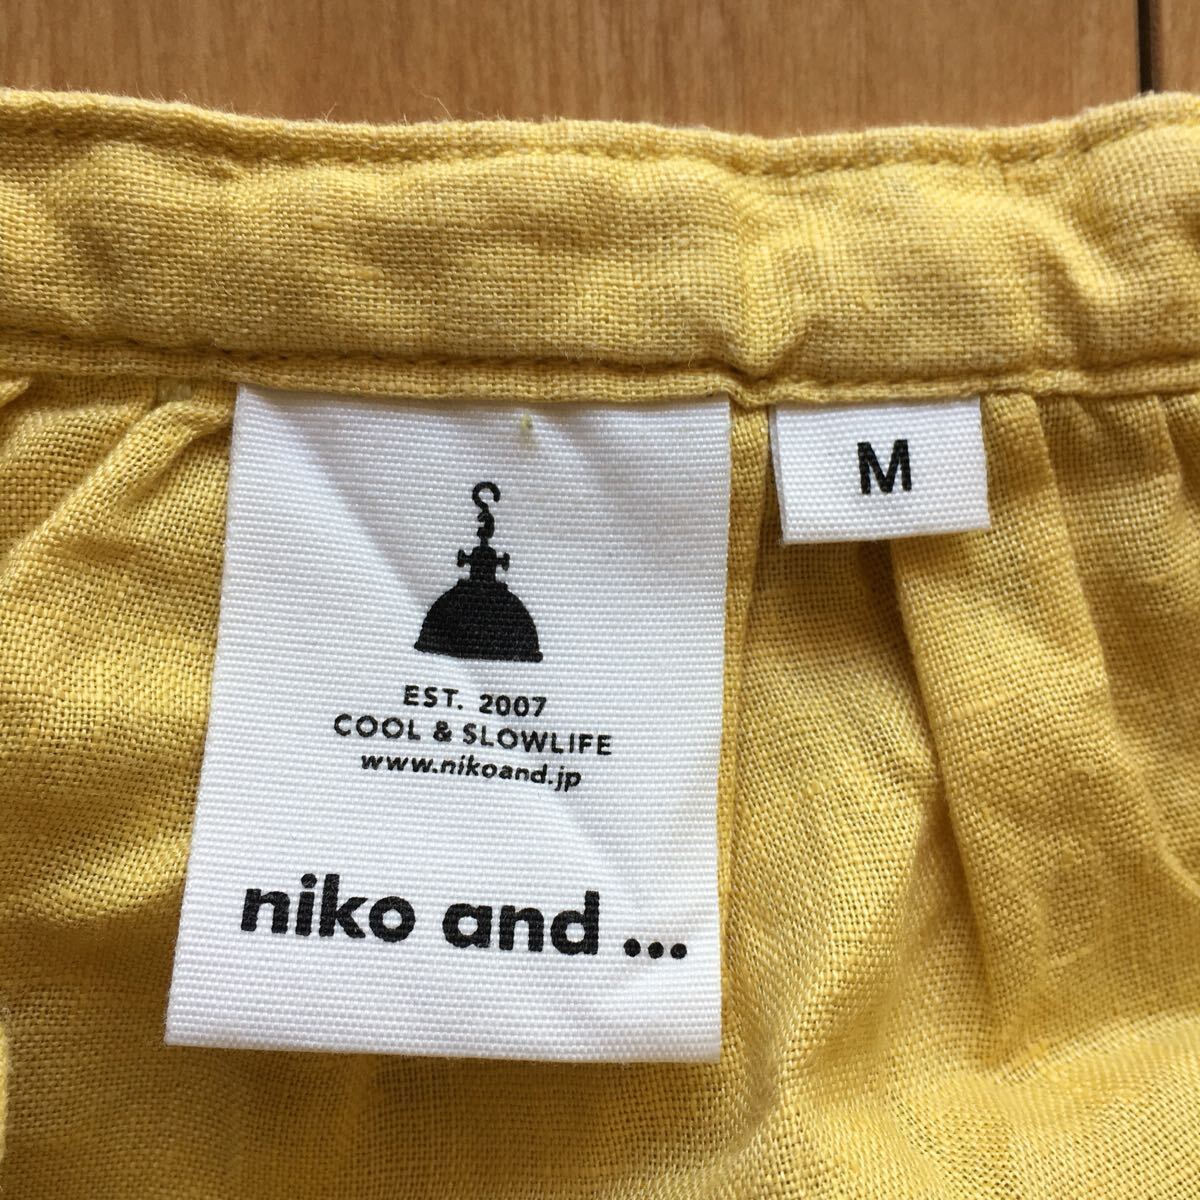 M
EST. 2007
COOL & SLOWLIFE
www.nikoand.jp
niko and ...